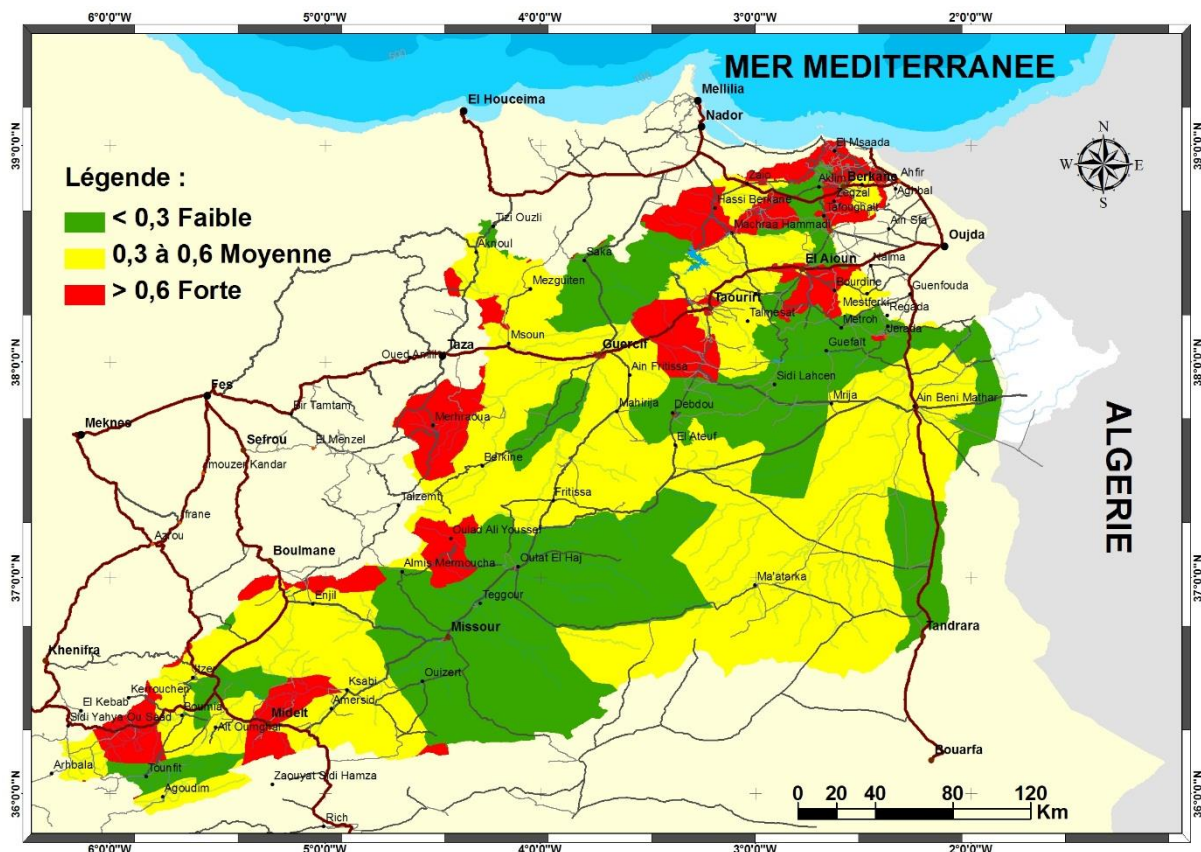 6°0'0"W 5°0'0"W 4°0'0"W 3°0'0"W 2°0'0"W
MER MEDITERRANEE
El Houceima
Mellilia
Nador
39°0'0"N
39°0'0"N
N
W E
S
Légende :
< 0,3 Faible
0,3 à 0,6 Moyenne
> 0,6 Forte
El Msaada
Zaio
Aklim
Berkane
Ahfir
Aghbal
Zegzal
Hassi Berkane
Tafoughalt
Machraa Hammadi
Ain Sfa
Tizi Ouzli
Aknoul
Saka
Oujda
El Aioun
Naima
Mezguiten
Bourdine
Guenfouda
Taourirt
Mestferki
Talmesat
Regada
Metroh
Jerada
Msoun
Guercif
Guefait
Taza
Oued Amlil
38°0'0"N
38°0'0"N
Ain Fritissa
Sidi Lahcen
Fes
Bir Tamtam
Mahirija
Debdou
Mrija
Ain Beni Mathar
Meknes
Merhraoua
Sefrou
El Menzel
El Ateuf
ALGERIE
imouzer Kandar
Berkine
Talzemt
Fritissa
Ifrane
Azrou
Oulad Ali Youssef
Boulmane
Almis Mermoucha
Outat El Haj
37°0'0"N
37°0'0"N
Ma'atarka
Enjil
Teggour
Missour
Tandrara
Khenifra
Itzer
Ouizert
Kerrouchen
Ksabi
El Kebab
Amersid
Sidi Yahya Ou Saad
Boumia
Midelt
Ait Oumghar
Bouarfa
Arhbala
Tounfit
Zaouyat Sidi Hamza
Agoudim
36°0'0"N
36°0'0"N
Rich
0 20 40 80 120
Km
6°0'0"W 5°0'0"W 4°0'0"W 3°0'0"W 2°0'0"W